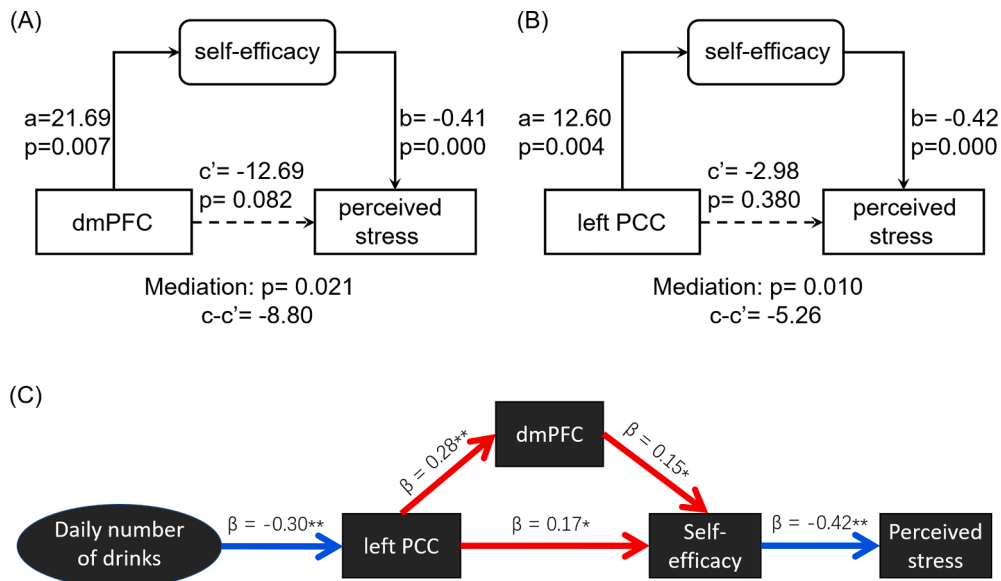 (A)
self-efficacy
a=21.69
p=0.007
b= -0.41
p=0.000
c’= -12.69
p= 0.082
dmPFC
perceived
stress
Mediation: p= 0.021
c-c’= -8.80
(B)
self-efficacy
a= 12.60
p=0.004
b= -0.42
p=0.000
c’= -2.98
p= 0.380
left PCC
perceived
stress
Mediation: p= 0.010
c-c’= -5.26
(C)
dmPFC
β = 0.28**
β = 0.15*
Daily number
of drinks
β = -0.30**
left PCC
β = 0.17*
Self-
efficacy
β = -0.42**
Perceived
stress